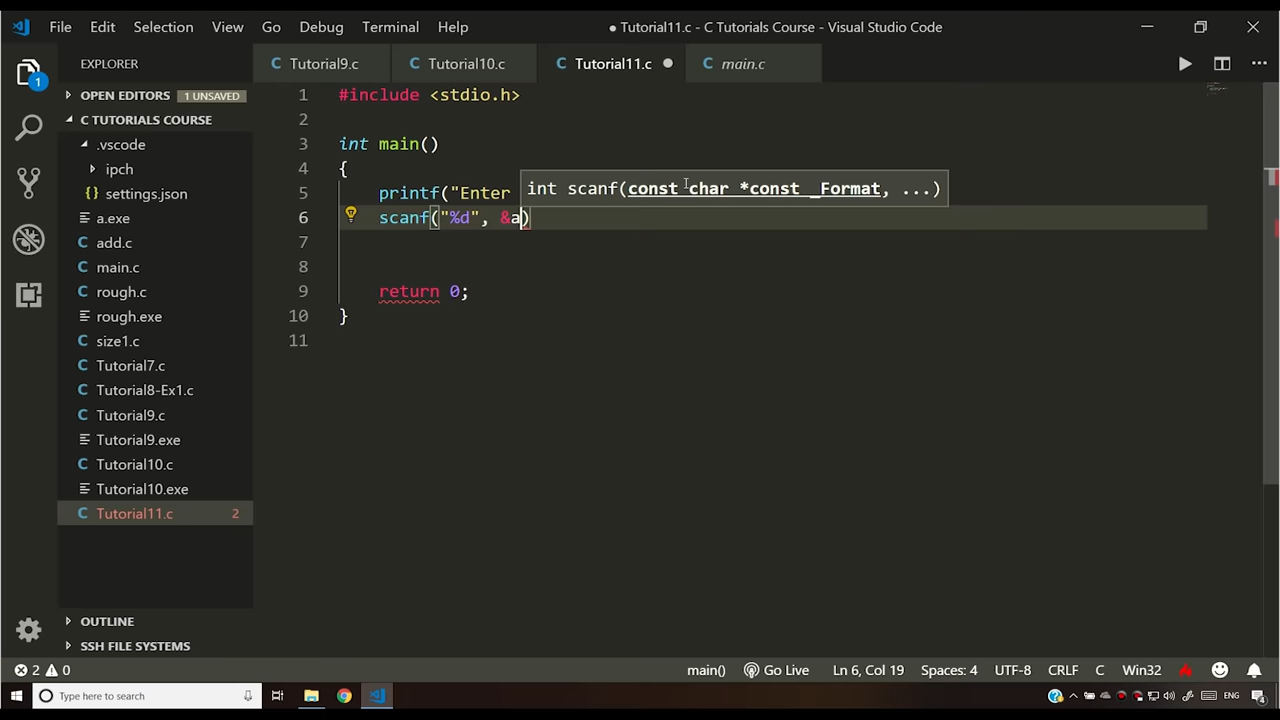 File Edit Selection View Go Debug Terminal Help ● Tutorial11.c - C Tutorials Course - Visual Studio Code
EXPLORER
C Tutorial9.c C Tutorial10.c C Tutorial11.c ● C main.c
OPEN EDITORS 1 UNSAVED
C TUTORIALS COURSE
.vscode
ipch
{} settings.json
a.exe
C add.c
C main.c
C rough.c
rough.exe
C size1.c
C Tutorial7.c
C Tutorial8-Ex1.c
C Tutorial9.c
Tutorial9.exe
C Tutorial10.c
Tutorial10.exe
C Tutorial11.c 2
OUTLINE
SSH FILE SYSTEMS
1
1 #include <stdio.h>
2
3 int main()
4 {
5 printf("Enter
int scanf(const char *const _Format, ...)
6 scanf("%d", &a)
7
8
9 return 0;
10 }
11
2 0 main() Go Live Ln 6, Col 19 Spaces: 4 UTF-8 CRLF C Win32
Type here to search ENG 4